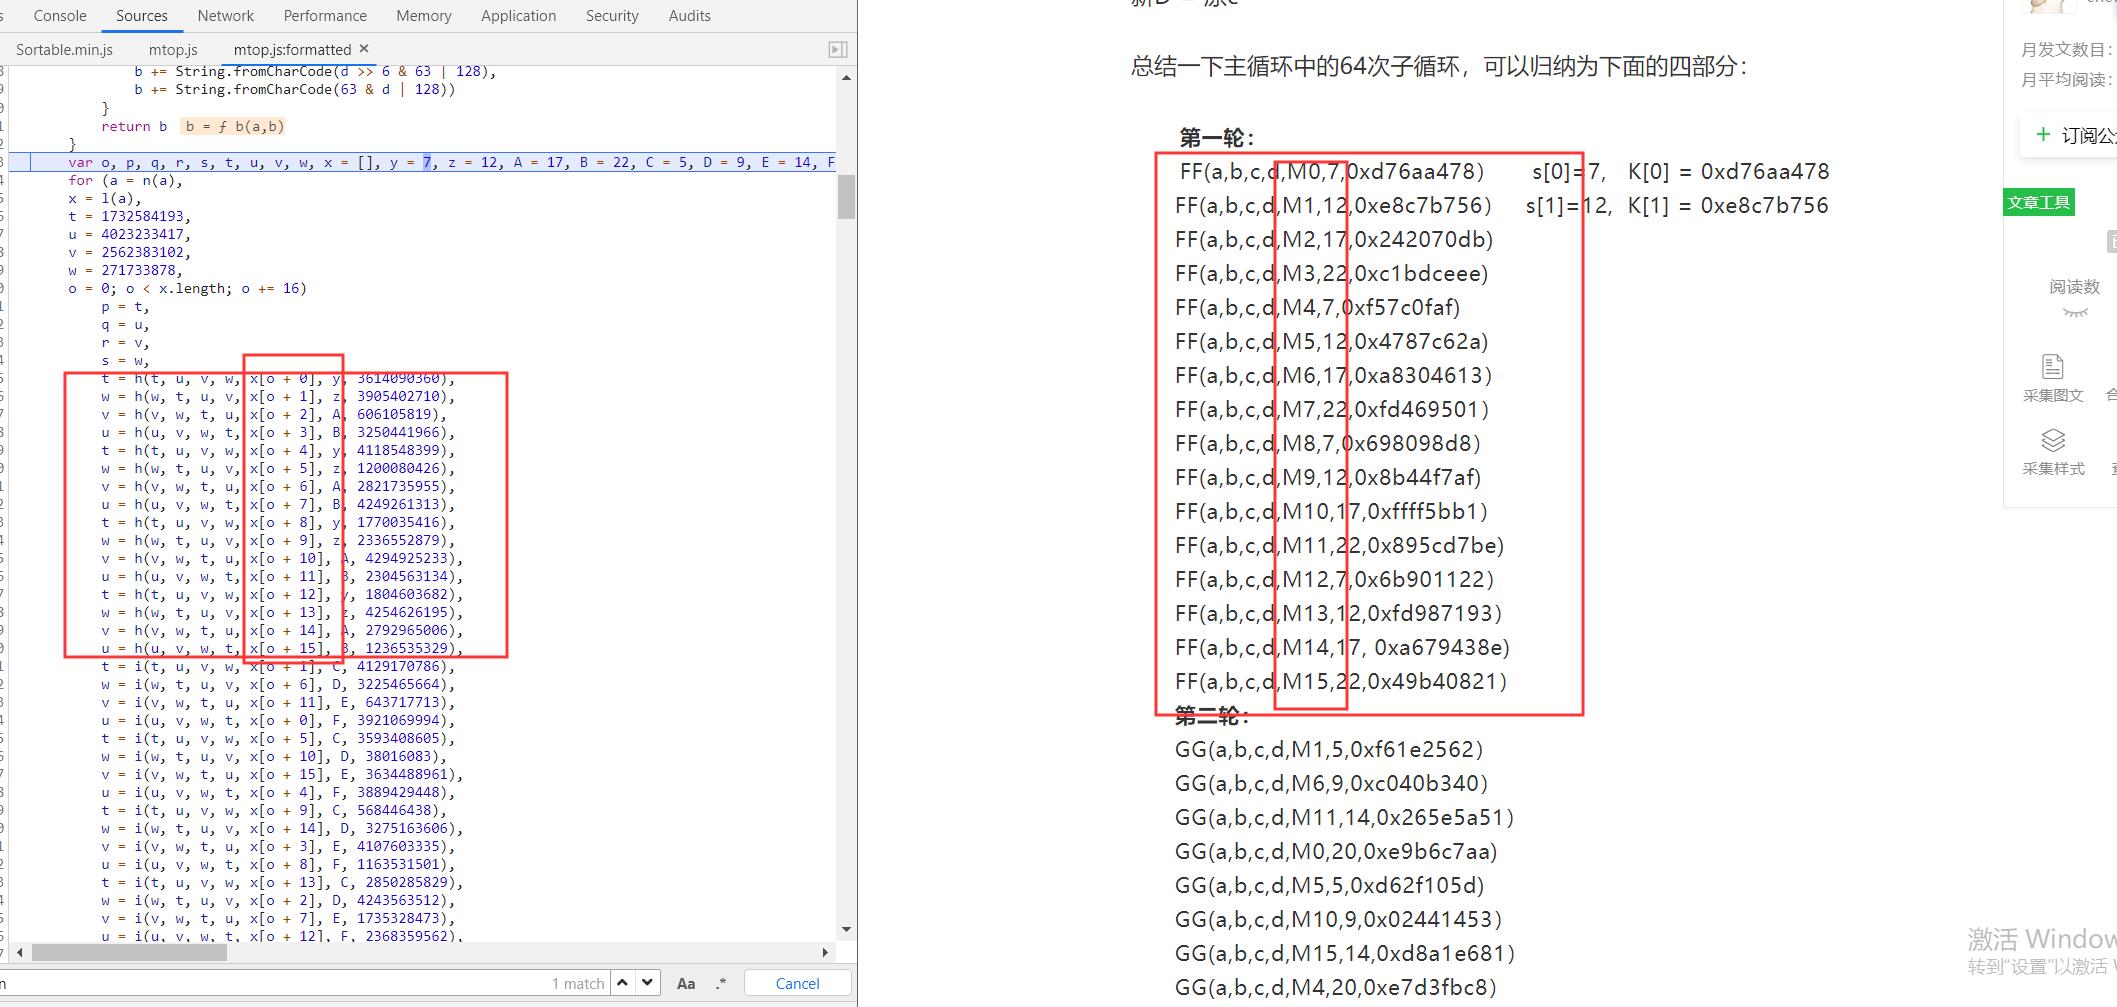 Console Sources Network Performance Memory Application Security Audits
Sortable.min.js mtop.js mtop.js:formatted ×
b += String.fromCharCode(d >> 6 & 63 | 128),
b += String.fromCharCode(63 & d | 128))
}
return b b = ƒ b(a,b)
}
var o, p, q, r, s, t, u, v, w, x = [], y = 7, z = 12, A = 17, B = 22, C = 5, D = 9, E = 14, F
for (a = n(a),
x = l(a),
t = 1732584193,
u = 4023233417,
v = 2562383102,
w = 271733878,
o = 0; o < x.length; o += 16)
p = t,
q = u,
r = v,
s = w,
t = h(t, u, v, w, x[o + 0], y, 3614090360),
w = h(w, t, u, v, x[o + 1], z, 3905402710),
v = h(v, w, t, u, x[o + 2], A, 606105819),
u = h(u, v, w, t, x[o + 3], B, 3250441966),
t = h(t, u, v, w, x[o + 4], y, 4118548399),
w = h(w, t, u, v, x[o + 5], z, 1200080426),
v = h(v, w, t, u, x[o + 6], A, 2821735955),
u = h(u, v, w, t, x[o + 7], B, 4249261313),
t = h(t, u, v, w, x[o + 8], y, 1770035416),
w = h(w, t, u, v, x[o + 9], z, 2336552879),
v = h(v, w, t, u, x[o + 10], A, 4294925233),
u = h(u, v, w, t, x[o + 11], B, 2304563134),
t = h(t, u, v, w, x[o + 12], y, 1804603682),
w = h(w, t, u, v, x[o + 13], z, 4254626195),
v = h(v, w, t, u, x[o + 14], A, 2792965006),
u = h(u, v, w, t, x[o + 15], B, 1236535329),
t = i(t, u, v, w, x[o + 1], C, 4129170786),
w = i(w, t, u, v, x[o + 6], D, 3225465664),
v = i(v, w, t, u, x[o + 11], E, 643717713),
u = i(u, v, w, t, x[o + 0], F, 3921069994),
t = i(t, u, v, w, x[o + 5], C, 3593408605),
w = i(w, t, u, v, x[o + 10], D, 38016083),
v = i(v, w, t, u, x[o + 15], E, 3634488961),
u = i(u, v, w, t, x[o + 4], F, 3889429448),
t = i(t, u, v, w, x[o + 9], C, 568446438),
w = i(w, t, u, v, x[o + 14], D, 3275163606),
v = i(v, w, t, u, x[o + 3], E, 4107603335),
u = i(u, v, w, t, x[o + 8], F, 1163531501),
t = i(t, u, v, w, x[o + 13], C, 2850285829),
w = i(w, t, u, v, x[o + 2], D, 4243563512),
v = i(v, w, t, u, x[o + 7], E, 1735328473),
u = i(u, v, w, t, x[o + 12], F, 2368359562),
1 match Aa .* Cancel
总结一下主循环中的64次子循环，可以归纳为下面的四部分：
第一轮：
FF(a,b,c,d,M0,7,0xd76aa478） s[0]=7, K[0] = 0xd76aa478
FF(a,b,c,d,M1,12,0xe8c7b756） s[1]=12, K[1] = 0xe8c7b756
FF(a,b,c,d,M2,17,0x242070db)
FF(a,b,c,d,M3,22,0xc1bdceee)
FF(a,b,c,d,M4,7,0xf57c0faf)
FF(a,b,c,d,M5,12,0x4787c62a)
FF(a,b,c,d,M6,17,0xa8304613)
FF(a,b,c,d,M7,22,0xfd469501)
FF(a,b,c,d,M8,7,0x698098d8)
FF(a,b,c,d,M9,12,0x8b44f7af)
FF(a,b,c,d,M10,17,0xffff5bb1)
FF(a,b,c,d,M11,22,0x895cd7be)
FF(a,b,c,d,M12,7,0x6b901122)
FF(a,b,c,d,M13,12,0xfd987193)
FF(a,b,c,d,M14,17, 0xa679438e)
FF(a,b,c,d,M15,22,0x49b40821)
第二轮：
GG(a,b,c,d,M1,5,0xf61e2562)
GG(a,b,c,d,M6,9,0xc040b340)
GG(a,b,c,d,M11,14,0x265e5a51)
GG(a,b,c,d,M0,20,0xe9b6c7aa)
GG(a,b,c,d,M5,5,0xd62f105d)
GG(a,b,c,d,M10,9,0x02441453)
GG(a,b,c,d,M15,14,0xd8a1e681)
GG(a,b,c,d,M4,20,0xe7d3fbc8)
月发文数目：
月平均阅读：
+ 订阅公
文章工具
阅读数
采集图文
采集样式
激活 Window
转到“设置”以激活